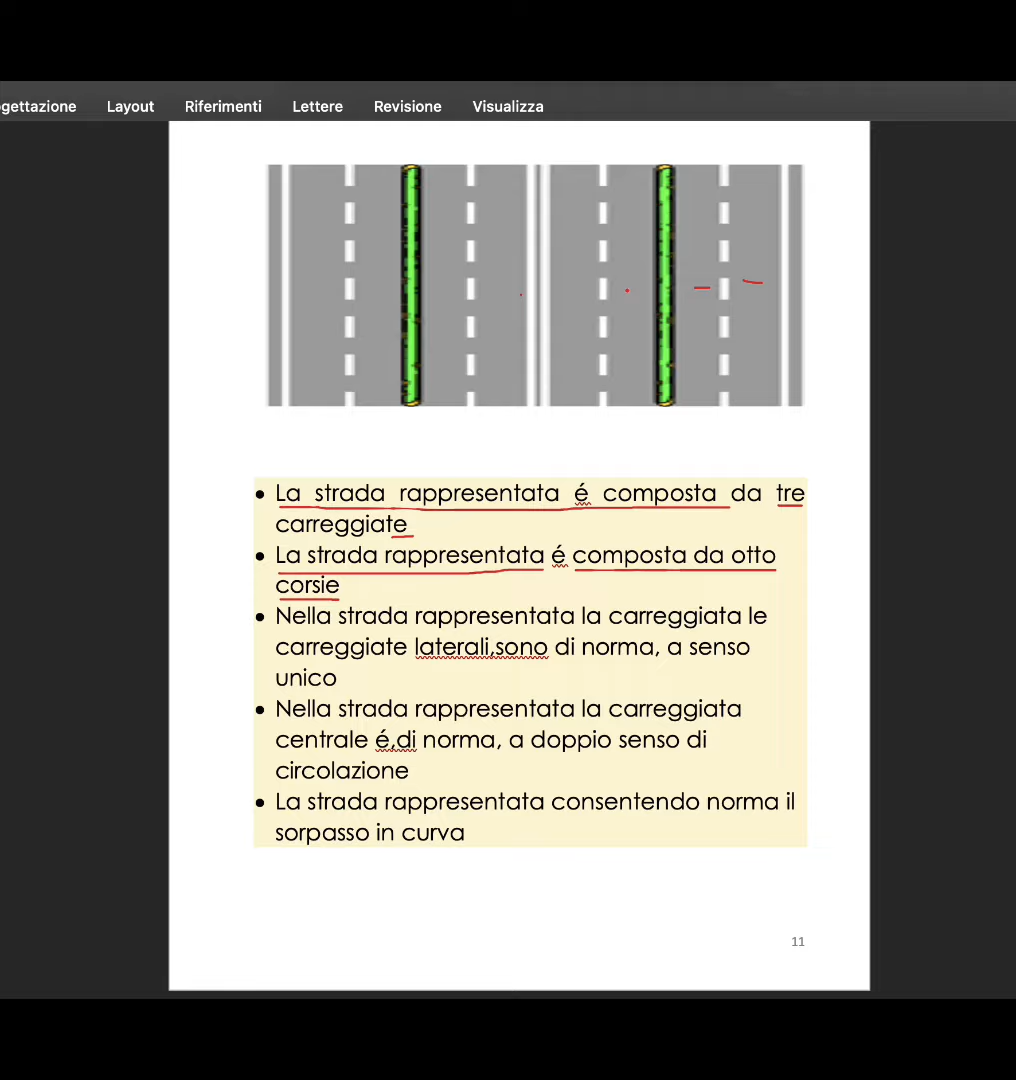 gettazione Layout Riferimenti Lettere Revisione Visualizza
• La strada rappresentata é composta da tre
carreggiate
• La strada rappresentata é composta da otto
corsie
• Nella strada rappresentata la carreggiata le
carreggiate laterali,sono di norma, a senso
unico
• Nella strada rappresentata la carreggiata
centrale é,di norma, a doppio senso di
circolazione
• La strada rappresentata consentendo norma il
sorpasso in curva
11